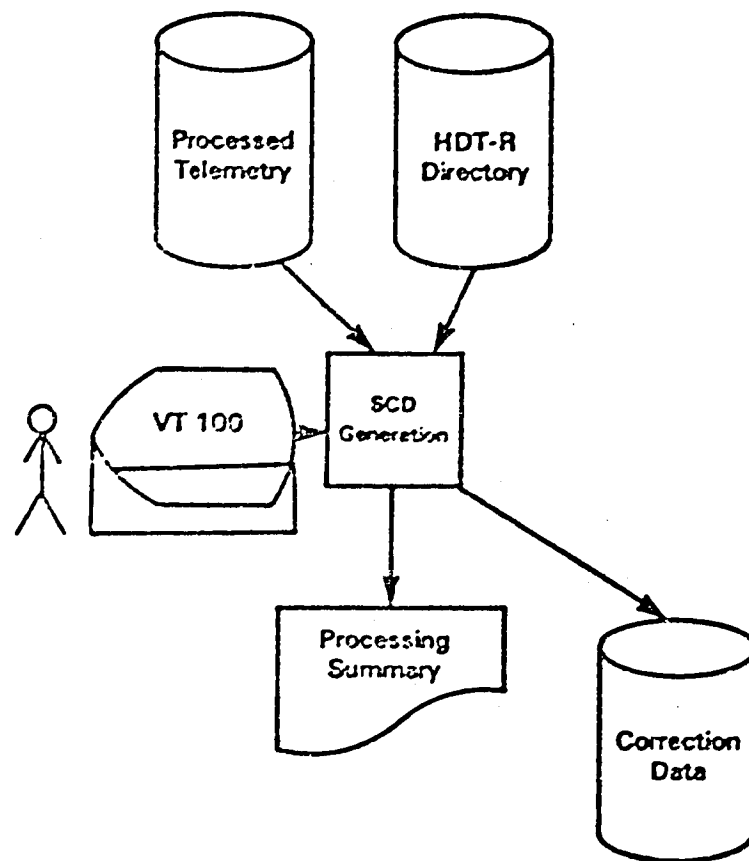 Processed
Telemetry
HDT-R
Directory
VT 100
SCD
Generation
Processing
Summary
Correction
Data